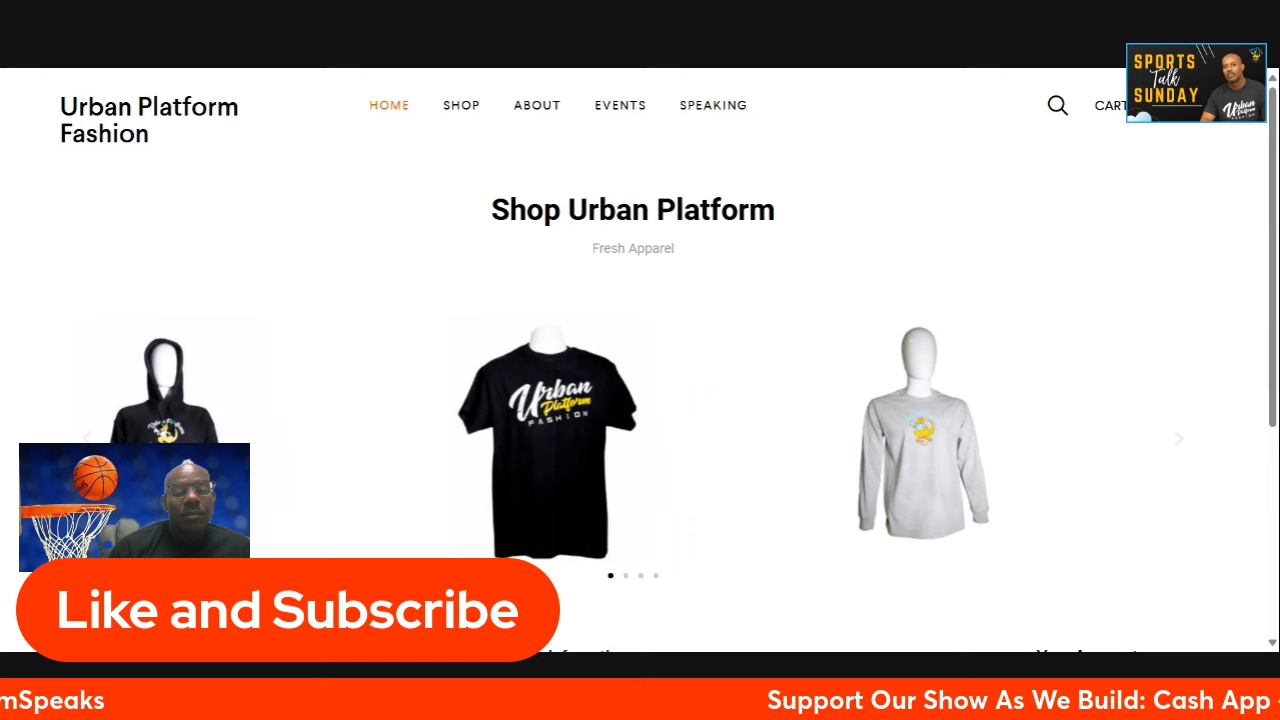 Urban Platform
Fashion
HOME SHOP ABOUT EVENTS SPEAKING
SPORTS
Talk
SUNDAY
Urban
Shop Urban Platform
Fresh Apparel
Urban
Platform
FASHION
Like and Subscribe
mSpeaks
Support Our Show As We Build: Cash App